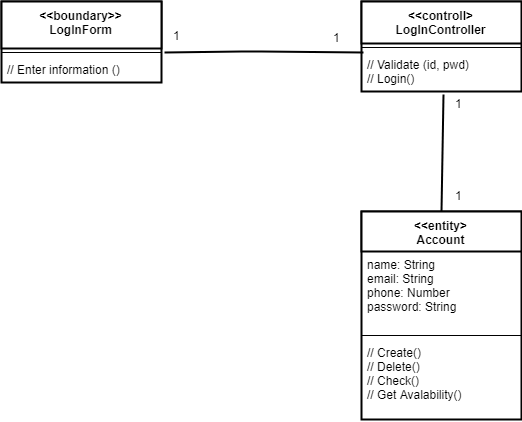 <<boundary>>
LogInForm
// Enter information ()
1
1
<<controll>>
LogInController
// Validate (id, pwd)
// Login()
1
1
<<entity>
Account
name: String
email: String
phone: Number
password: String
// Create()
// Delete()
// Check()
// Get Avalability()